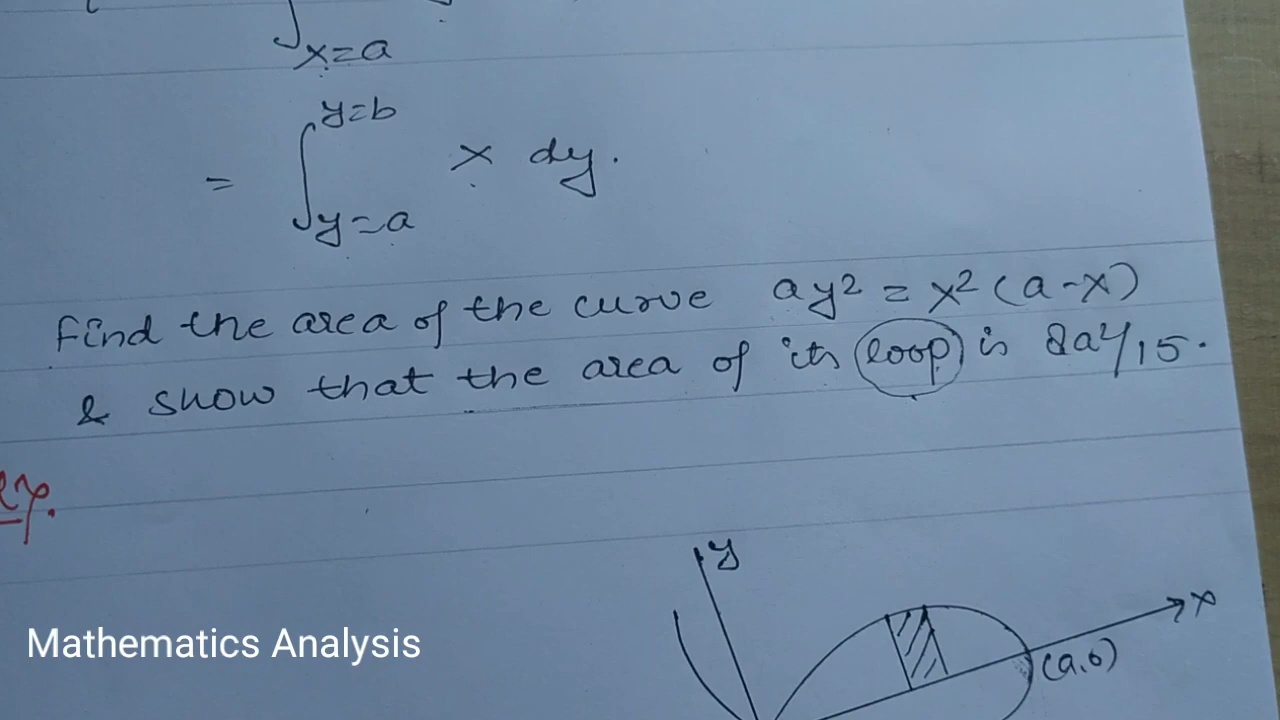 x=a
y=b
= ∫ x dy.
y=a
Find the area of the curve ay² = x²(a-x)
& show that the area of its loop is 8a²/15.
y
x
(a,0)
Mathematics Analysis